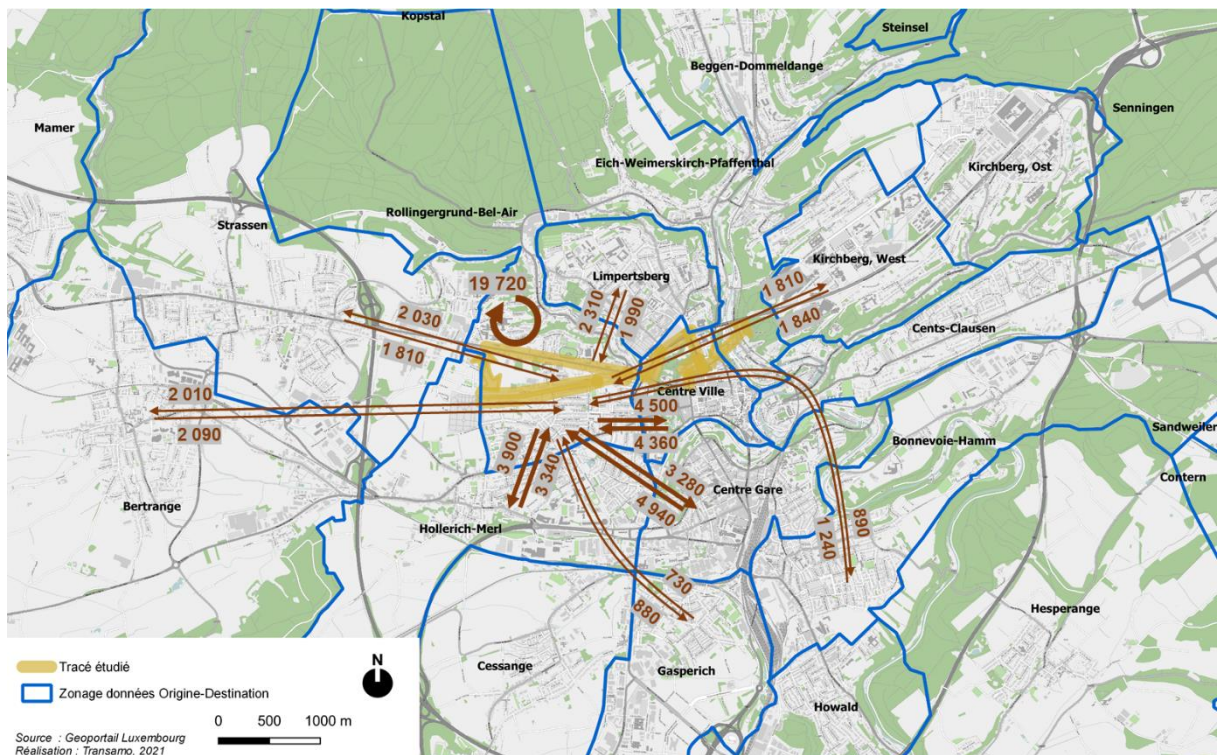 Kopstal
Steinsel
Beggen-Dommeldange
Senningen
Mamer
Eich-Weimerskirch-Pfaffenthal
Kirchberg, Ost
Rollingergrund-Bel-Air
Strassen
Kirchberg, West
Limpertsberg
19 720
2 310
1 990
1 810
1 840
2 030
1 810
Cents-Clausen
Centre Ville
2 010
2 090
4 500
4 360
Bonnevoie-Hamm
Sandweiler
Contern
3 900
3 340
3 280
4 940
Centre Gare
Bertrange
Hollerich-Merl
890
1 240
730
880
Hesperange
Cessange
Gasperich
Howald
Tracé étudié
Zonage données Origine-Destination
N
0 500 1000 m
Source : Geoportail Luxembourg
Réalisation : Transamo, 2021